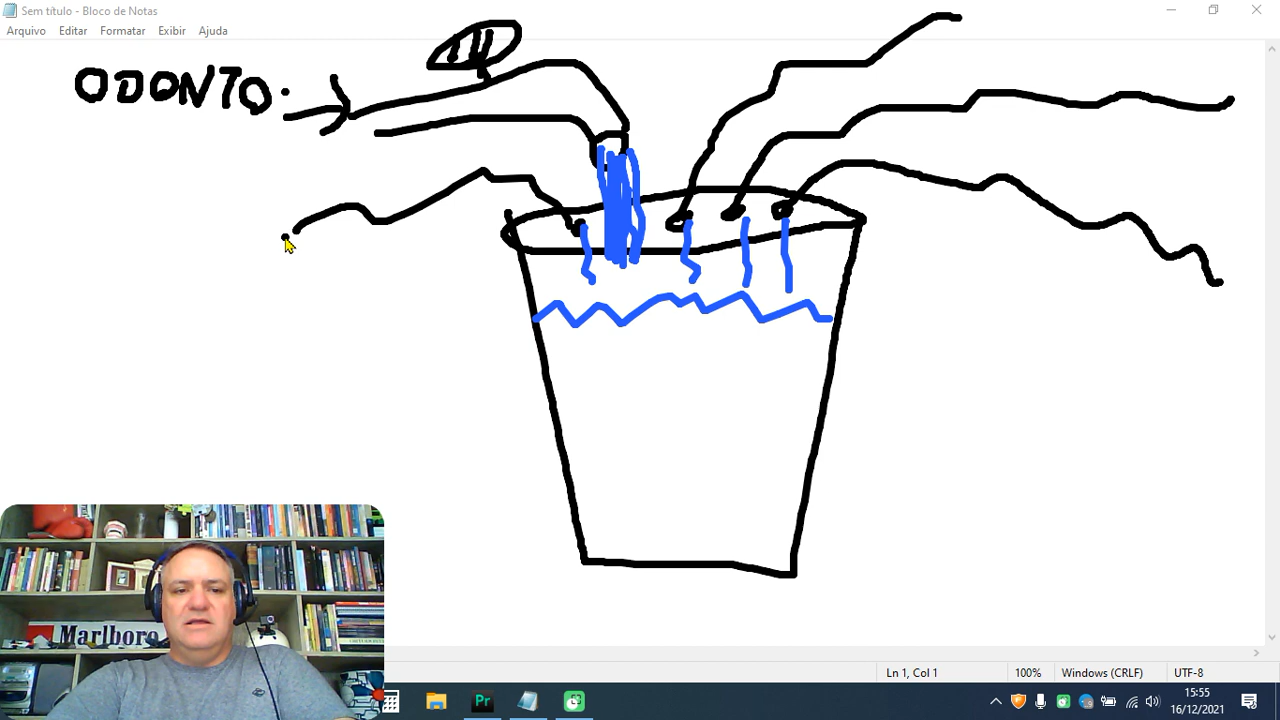 Sem título - Bloco de Notas
Arquivo Editar Formatar Exibir Ajuda
ODONTO.
Marlboro
Ln 1, Col 1 100% Windows (CRLF) UTF-8
Pr
15:55
16/12/2021